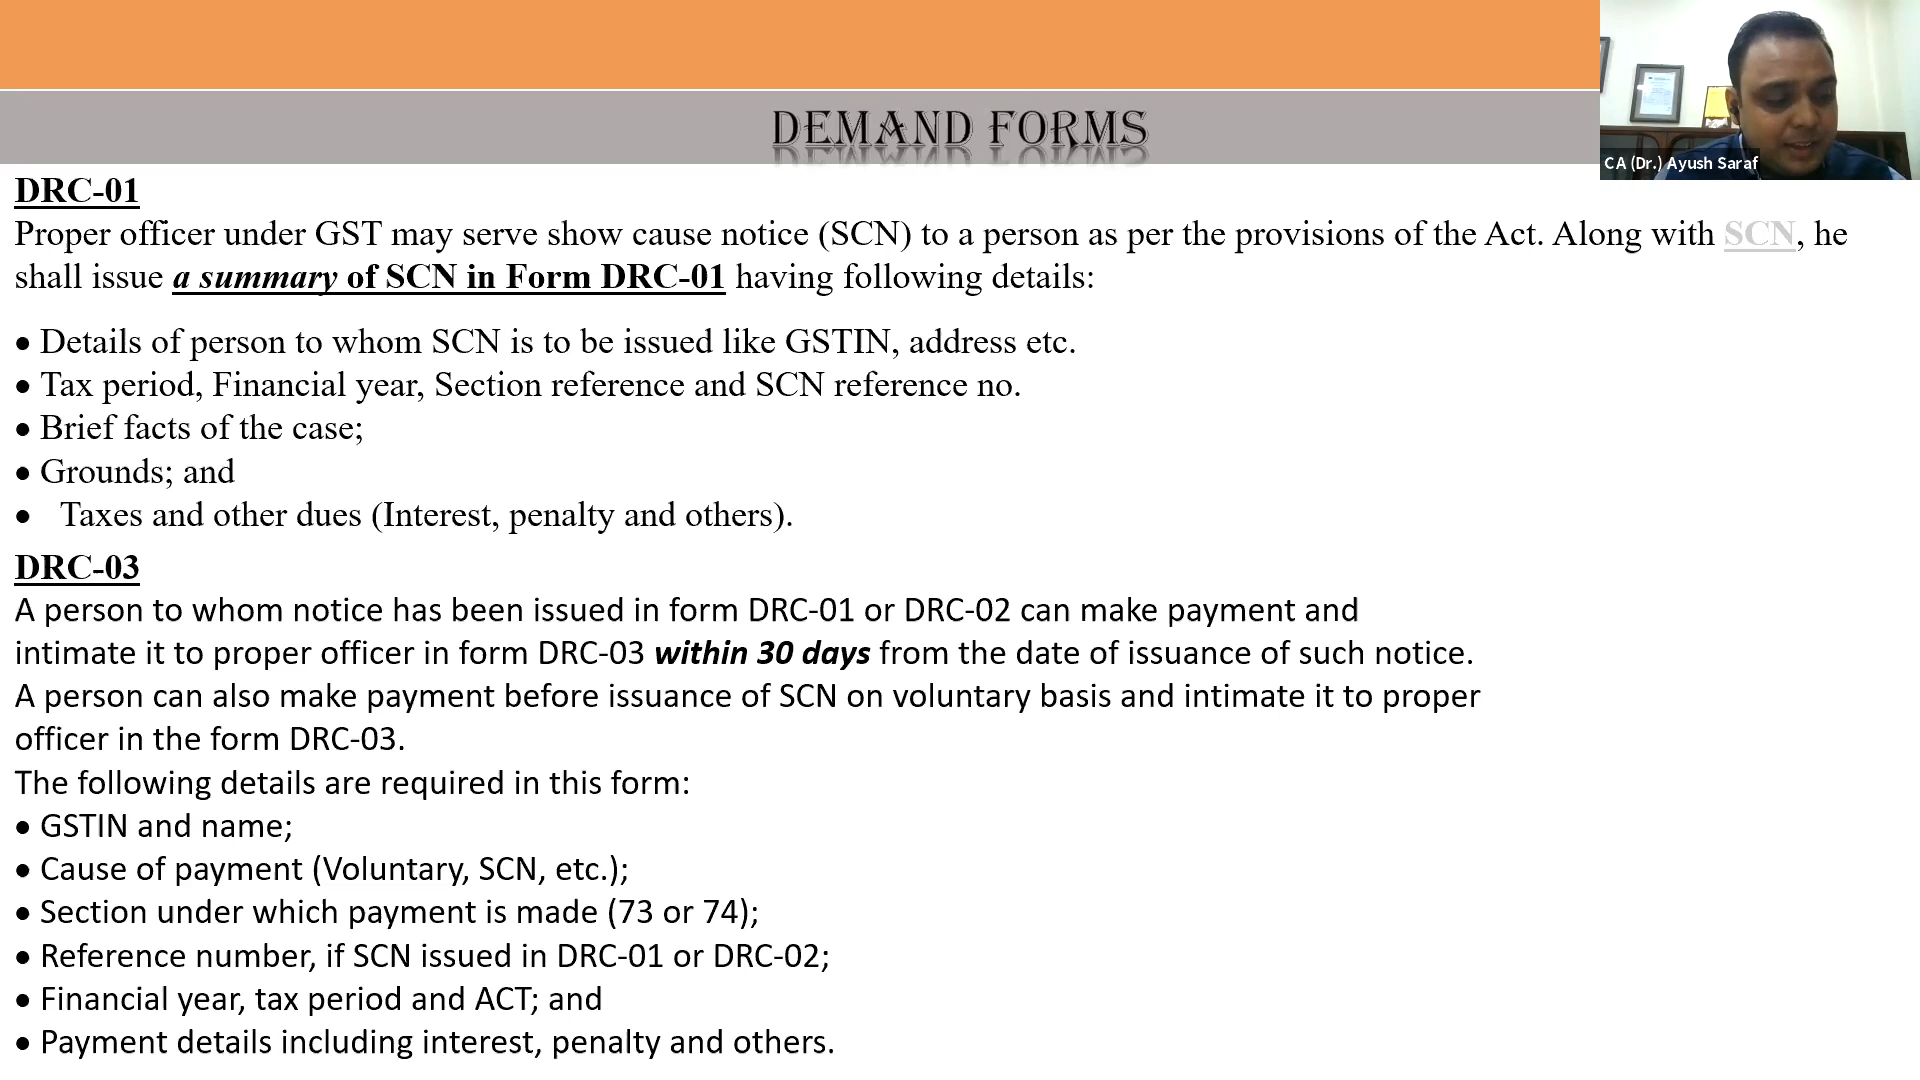 DEMAND FORMS
CA (Dr.) Ayush Saraf
DRC-01
Proper officer under GST may serve show cause notice (SCN) to a person as per the provisions of the Act. Along with SCN, he
shall issue a summary of SCN in Form DRC-01 having following details:
• Details of person to whom SCN is to be issued like GSTIN, address etc.
• Tax period, Financial year, Section reference and SCN reference no.
• Brief facts of the case;
• Grounds; and
• Taxes and other dues (Interest, penalty and others).
DRC-03
A person to whom notice has been issued in form DRC-01 or DRC-02 can make payment and
intimate it to proper officer in form DRC-03 within 30 days from the date of issuance of such notice.
A person can also make payment before issuance of SCN on voluntary basis and intimate it to proper
officer in the form DRC-03.
The following details are required in this form:
• GSTIN and name;
• Cause of payment (Voluntary, SCN, etc.);
• Section under which payment is made (73 or 74);
• Reference number, if SCN issued in DRC-01 or DRC-02;
• Financial year, tax period and ACT; and
• Payment details including interest, penalty and others.